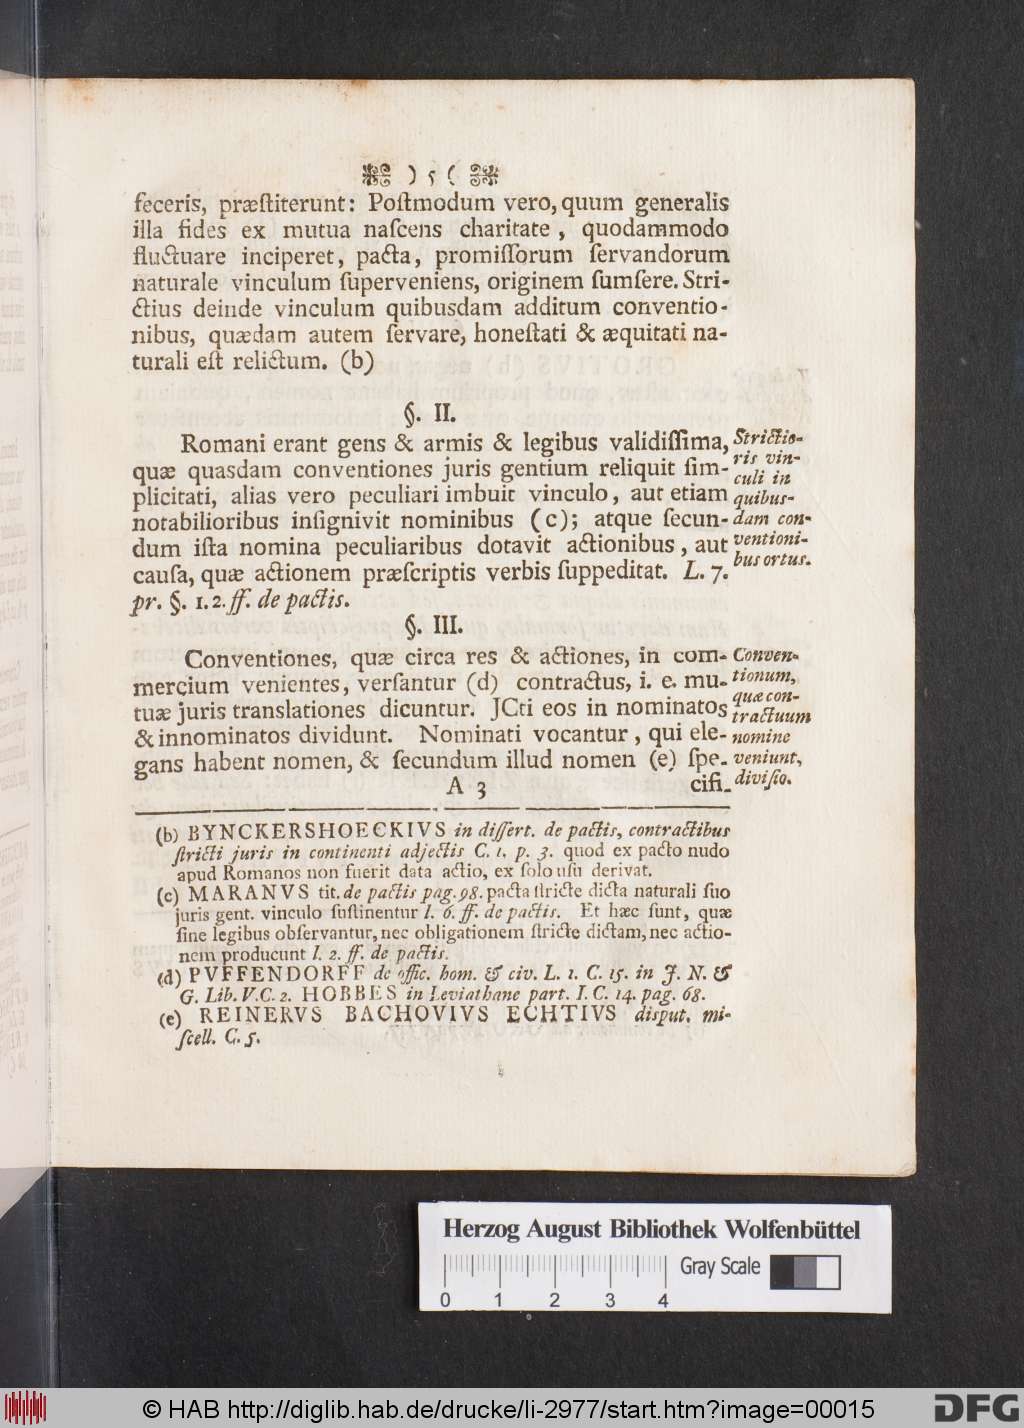 ) 5 (
feceris, præſtiterunt: Poſtmodum vero, quum generalis
illa fides ex mutua naſcens charitate, quodammodo
fluctuare inciperet, pacta, promiſſorum ſervandorum
naturale vinculum ſuperveniens, originem ſumſere. Stri-
ctius deinde vinculum quibusdam additum conventio-
nibus, quædam autem ſervare, honeſtati & æquitati na-
turali eſt relictum. (b)
§. II.
Romani erant gens & armis & legibus validiſſima,
quæ quasdam conventiones juris gentium reliquit ſim-
plicitati, alias vero peculiari imbuit vinculo, aut etiam
notabilioribus inſignivit nominibus (c); atque ſecun-
dum iſta nomina peculiaribus dotavit actionibus, aut
cauſa, quæ actionem præſcriptis verbis ſuppeditat. L. 7.
pr. §. 1. 2. ff. de pactis.
Strictio-
ris vin-
culi in
quibus-
dam con-
ventioni-
bus ortus.
§. III.
Conventiones, quæ circa res & actiones, in com-
mercium venientes, verſantur (d) contractus, i. e. mu-
tuæ juris translationes dicuntur. JCti eos in nominatos
& innominatos dividunt. Nominati vocantur, qui ele-
gans habent nomen, & ſecundum illud nomen (e) ſpe-
Conven-
tionum,
quæ con-
tractuum
nomine
veniunt,
diviſio.
A 3 cifi-
(b) BYNCKERSHOECKIVS in diſſert. de pactis, contractibus
ſtricti juris in continenti adjectis C. 1. p. 3. quod ex pacto nudo
apud Romanos non fuerit data actio, ex ſolo uſu derivat.
(c) MARANVS tit. de pactis pag. 98. pacta ſtricte dicta naturali ſuo
juris gent. vinculo ſuſtinentur l. 6. ff. de pactis. Et hæc ſunt, quæ
ſine legibus obſervantur, nec obligationem ſtricte dictam, nec actio-
nem producunt l. 2. ff. de pactis.
(d) PVFFENDORFF de offic. hom. & civ. L. 1. C. 15. in J. N. &
G. Lib. V. C. 2. HOBBES in Leviathane part. I. C. 14. pag. 68.
(e) REINERVS BACHOVIVS ECHTIVS disput. mi-
ſcell. C. 5.
Herzog August Bibliothek Wolfenbüttel
Gray Scale
0 1 2 3 4
© HAB http://diglib.hab.de/drucke/li-2977/start.htm?image=00015
DFG